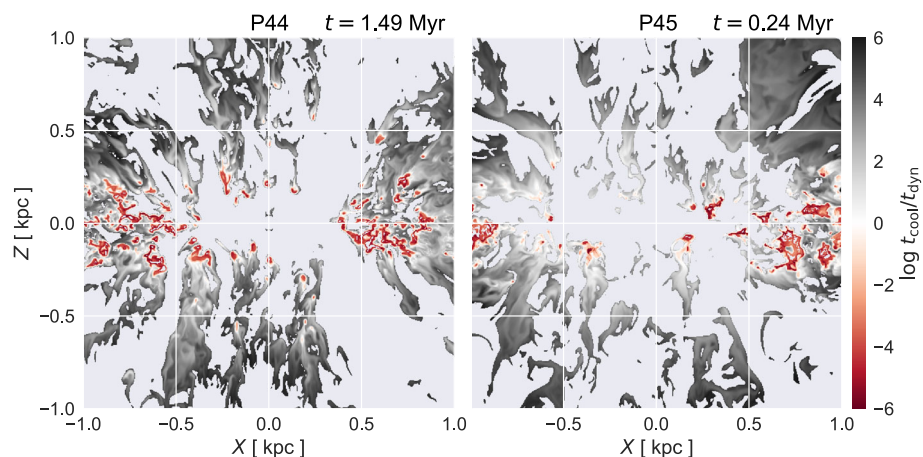 P44 t = 1.49 Myr
P45 t = 0.24 Myr
1.0
0.5
0.0
−0.5
−1.0
Z [ kpc ]
−1.0 −0.5 0.0 0.5 1.0
X [ kpc ]
−0.5 0.0 0.5 1.0
X [ kpc ]
6
4
2
0
−2
−4
−6
log t_cool/t_dyn